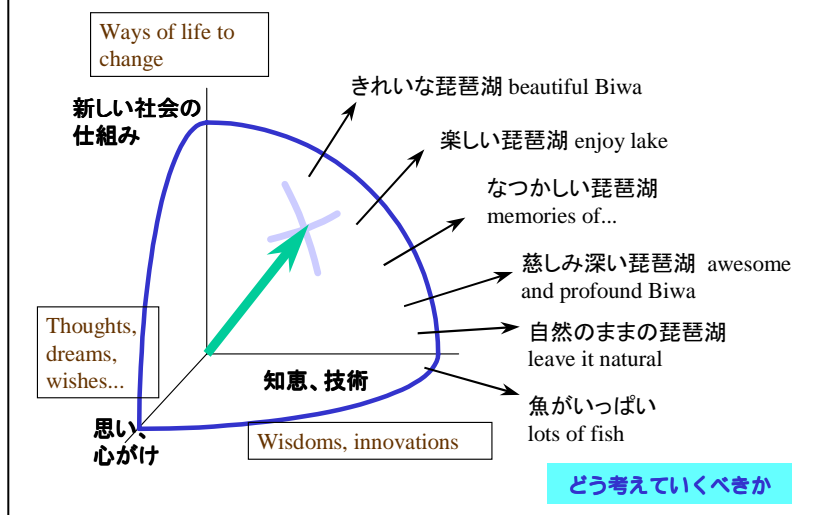 Ways of life to
change
新しい社会の
仕組み
きれいな琵琶湖 beautiful Biwa
楽しい琵琶湖 enjoy lake
なつかしい琵琶湖
memories of...
慈しみ深い琵琶湖 awesome
and profound Biwa
自然のままの琵琶湖
leave it natural
魚がいっぱい
lots of fish
Thoughts,
dreams,
wishes...
知恵、技術
思い、
心がけ
Wisdoms, innovations
どう考えていくべきか